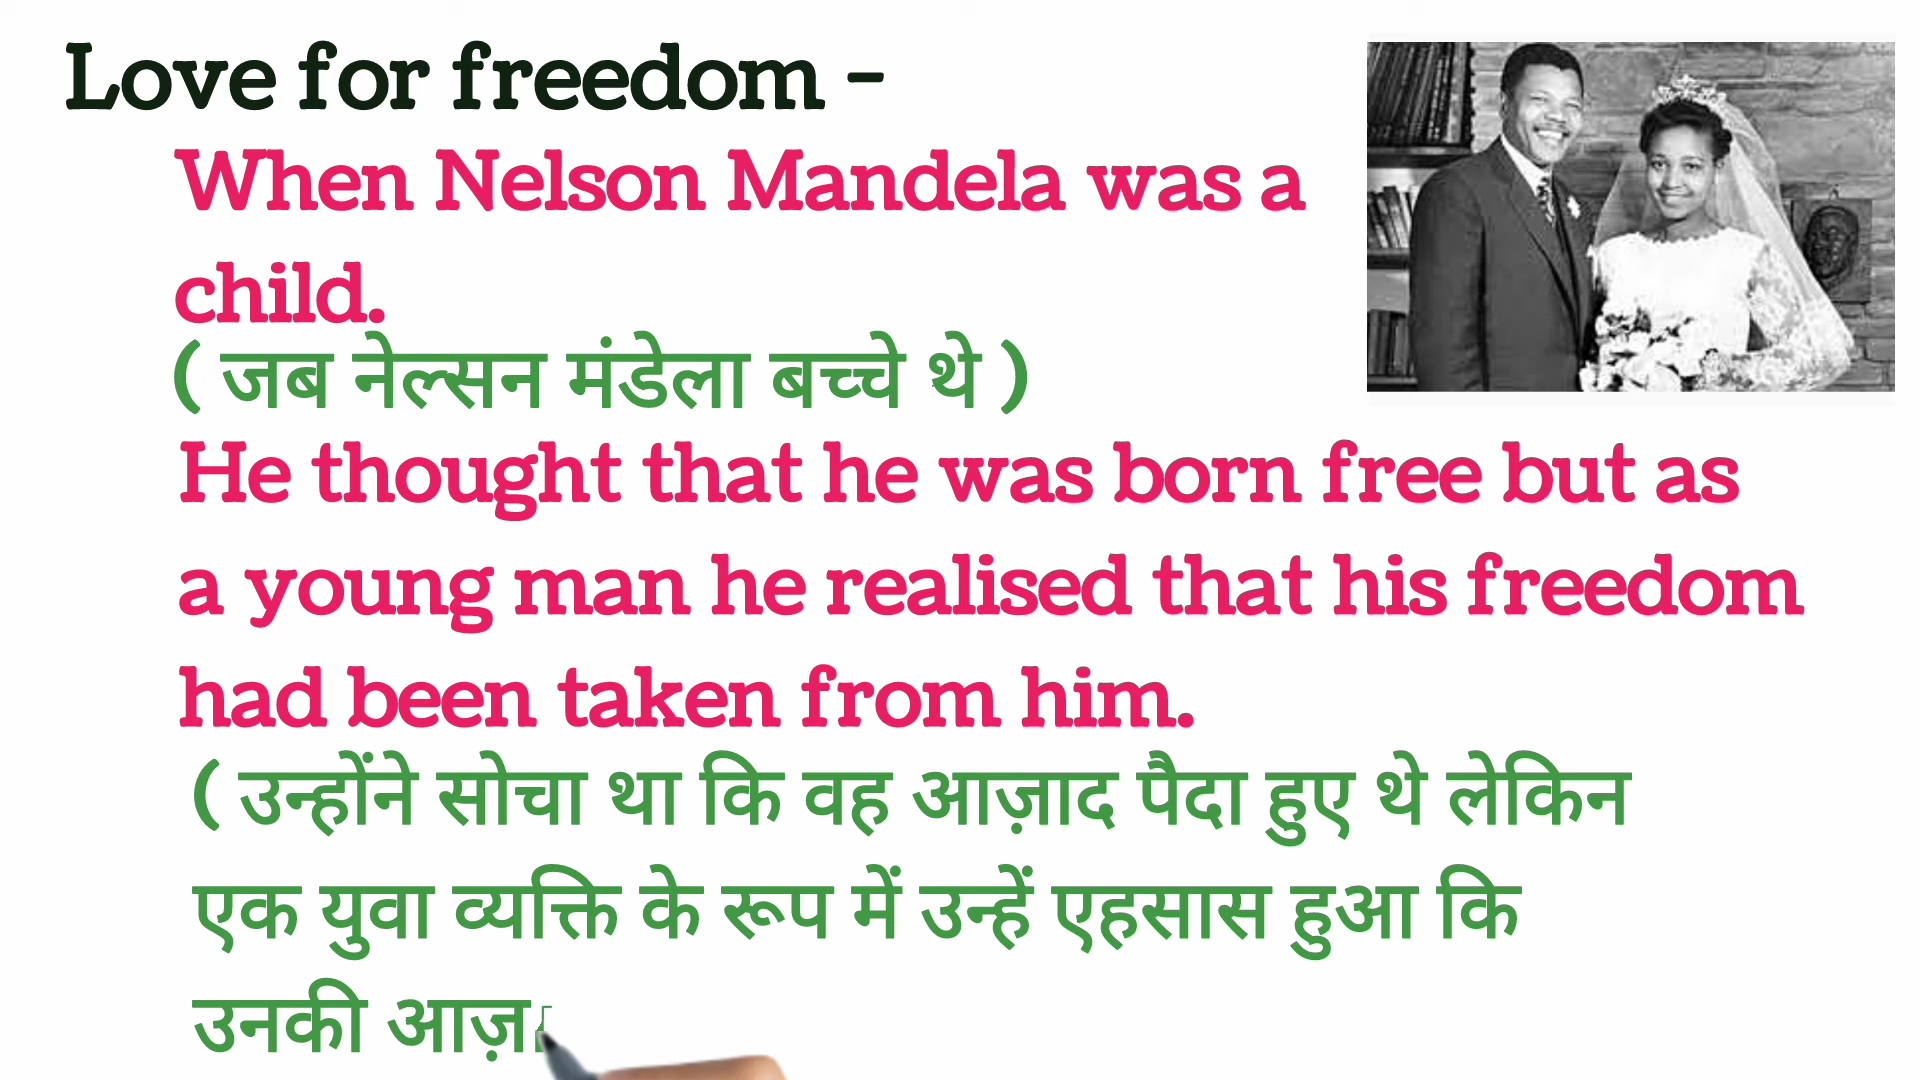 Love for freedom -
When Nelson Mandela was a
child.
( जब नेल्सन मंडेला बच्चे थे )
He thought that he was born free but as
a young man he realised that his freedom
had been taken from him.
( उन्होंने सोचा था कि वह आज़ाद पैदा हुए थे लेकिन
एक युवा व्यक्ति के रूप में उन्हें एहसास हुआ कि
उनकी